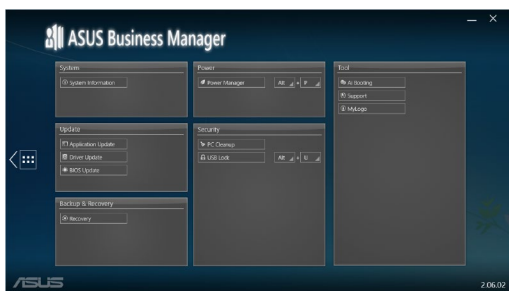 ASUS Business Manager
System
System Information
Power
Power Manager Alt + P
Tool
AI Booting
Support
MyLogo
Update
Application Update
Driver Update
BIOS Update
Security
PC Cleanup
USB Lock Alt + U
Backup & Recovery
Recovery
ASUS
2.06.02